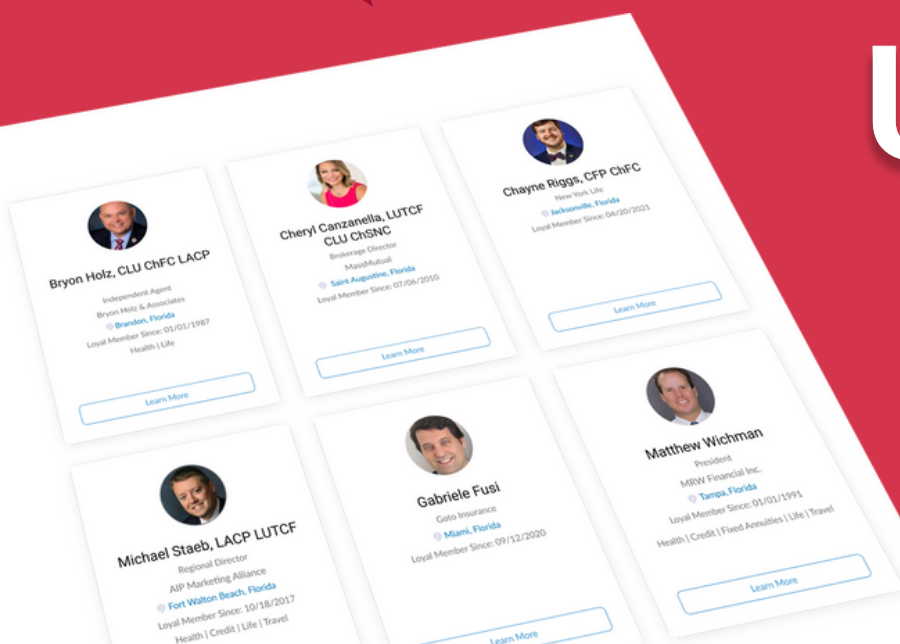 U
Bryon Holz, CLU ChFC LACP
Independent Agent
Bryon Holz & Associates
Brandon, Florida
Loyal Member Since: 01/01/1987
Health | Life
Learn More
Cheryl Canzanella, LUTCF
CLU ChSNC
Brokerage Director
MassMutual
Saint Augustine, Florida
Loyal Member Since: 07/06/2010
Learn More
Chayne Riggs, CFP ChFC
New York Life
Jacksonville, Florida
Loyal Member Since: 04/20/2021
Learn More
Michael Staeb, LACP LUTCF
Regional Director
AIP Marketing Alliance
Fort Walton Beach, Florida
Loyal Member Since: 10/18/2017
Health | Credit | Life | Travel
Gabriele Fusi
Goto Insurance
Miami, Florida
Loyal Member Since: 09/12/2020
Learn More
Matthew Wichman
President
MRW Financial Inc.
Tampa, Florida
Loyal Member Since: 01/01/1991
Health | Credit | Fixed Annuities | Life | Travel
Learn More